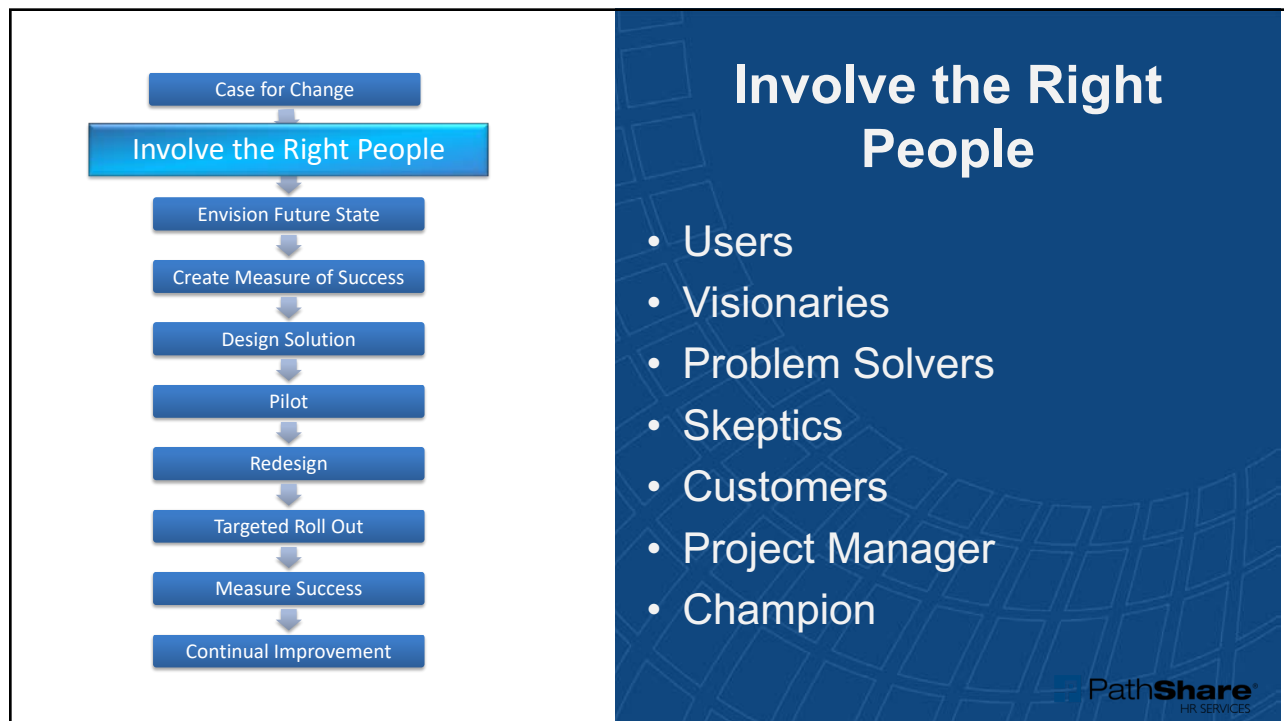 Case for Change
Involve the Right People
Envision Future State
Create Measure of Success
Design Solution
Pilot
Redesign
Targeted Roll Out
Measure Success
Continual Improvement
Involve the Right
People
• Users
• Visionaries
• Problem Solvers
• Skeptics
• Customers
• Project Manager
• Champion
PathShare®
HR SERVICES